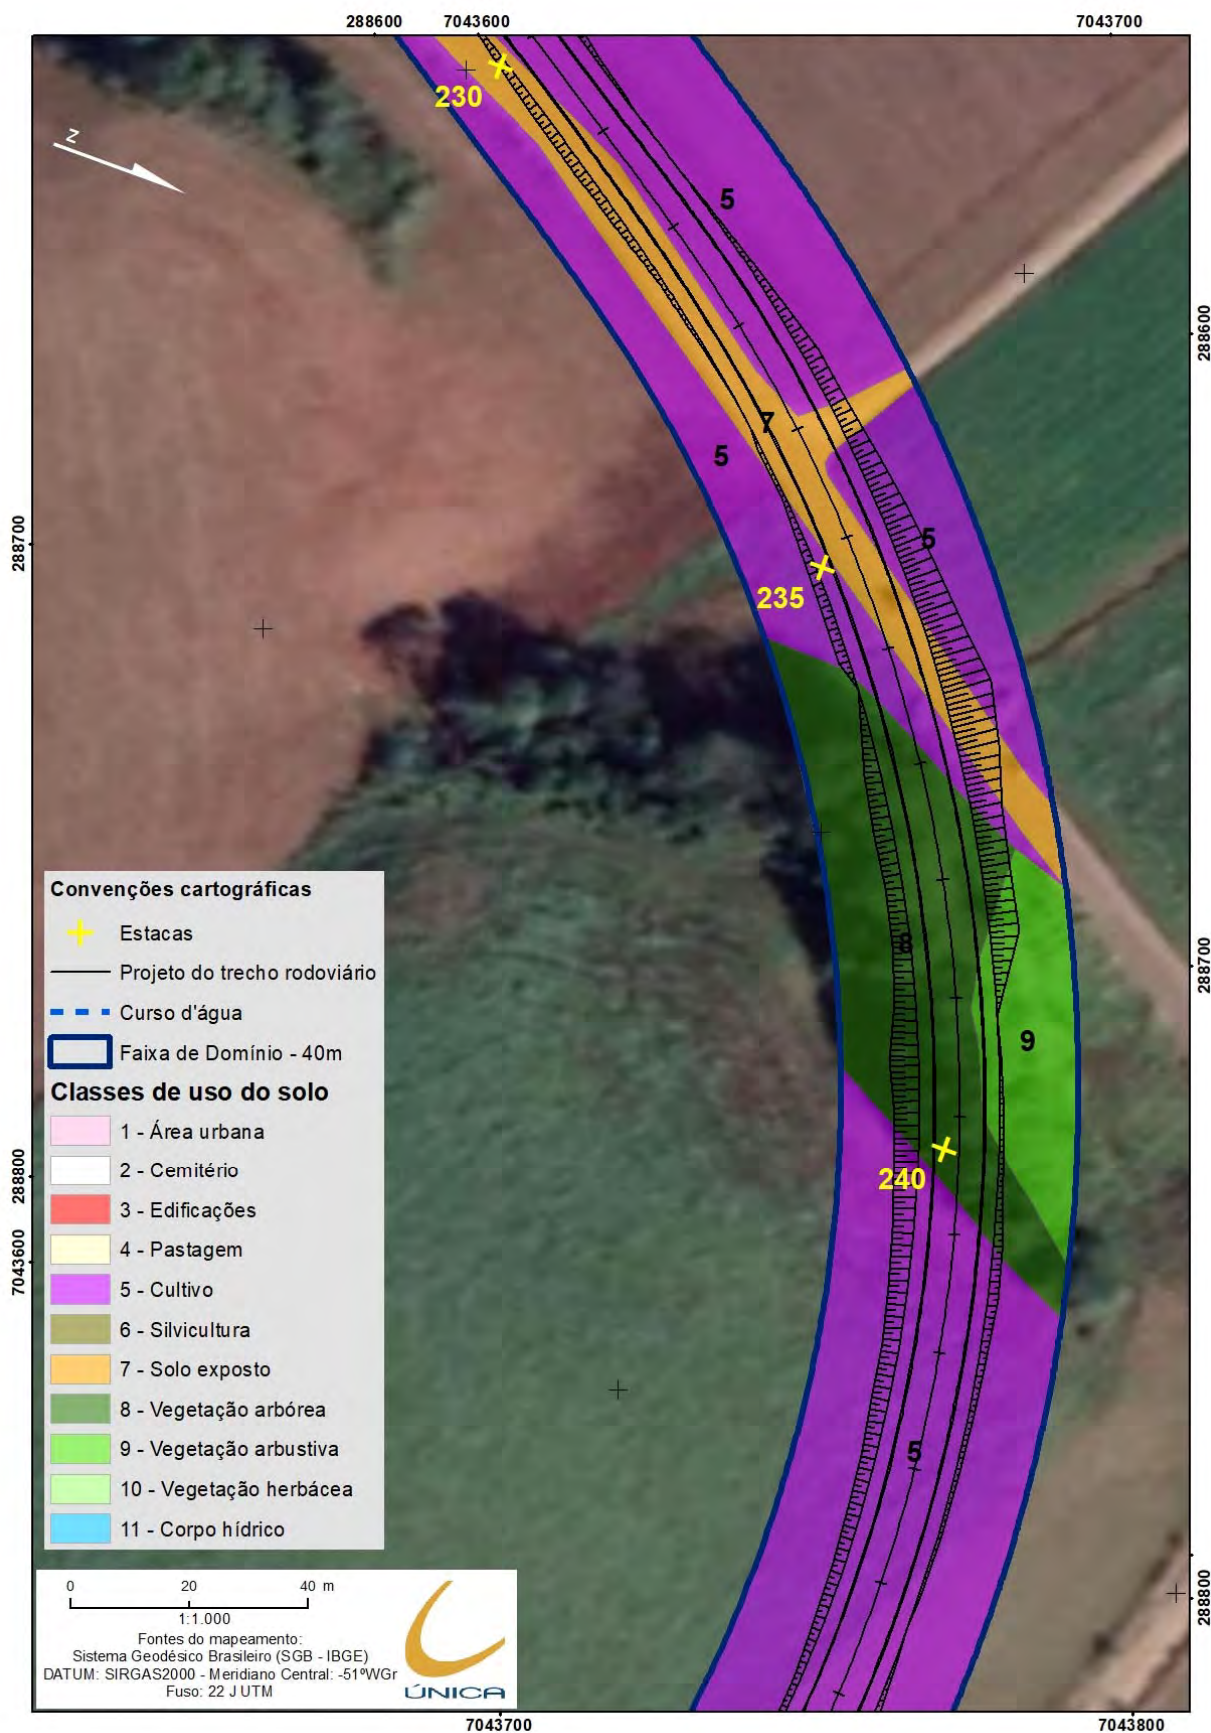 288600 7043600 7043700
N
230
5
288600
7
5
5
288700
235
8
288700
9
240
288800
7043600
5
288800
Convenções cartográficas
Estacas
Projeto do trecho rodoviário
Curso d'água
Faixa de Domínio - 40m
Classes de uso do solo
1 - Área urbana
2 - Cemitério
3 - Edificações
4 - Pastagem
5 - Cultivo
6 - Silvicultura
7 - Solo exposto
8 - Vegetação arbórea
9 - Vegetação arbustiva
10 - Vegetação herbácea
11 - Corpo hídrico
0 20 40 m
1:1.000
Fontes do mapeamento:
Sistema Geodésico Brasileiro (SGB - IBGE)
DATUM: SIRGAS2000 - Meridiano Central: -51ºWGr
Fuso: 22 J UTM
ÚNICA
7043700 7043800